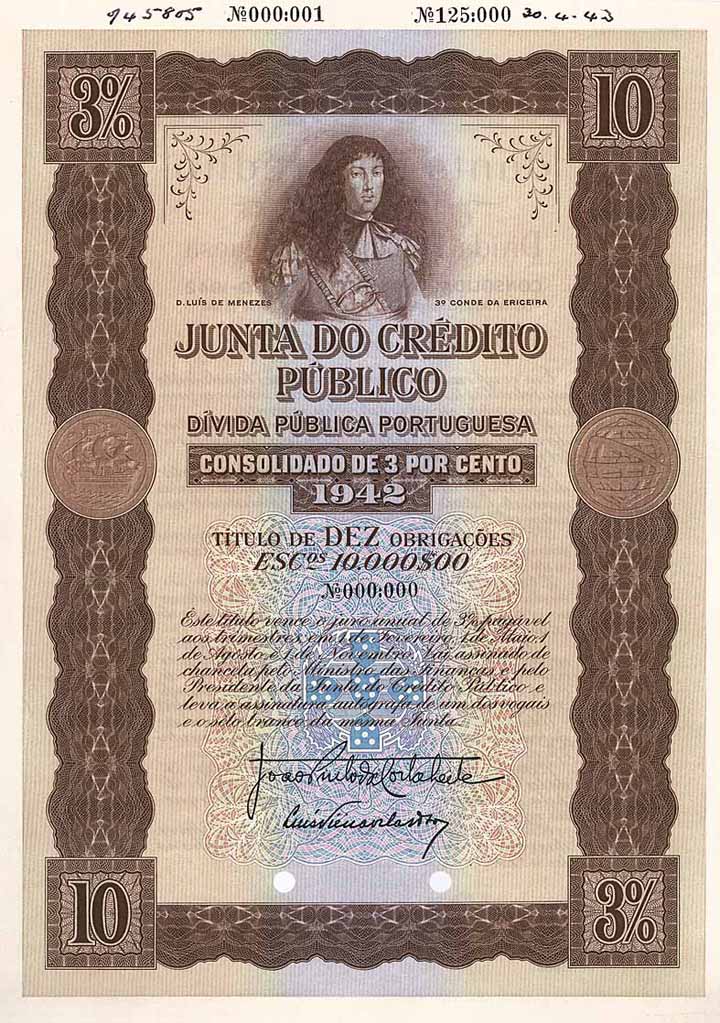 945805 №000:001 №125:000 30.4.43
3% 10
D. LUÍS DE MENEZES 3º CONDE DA ERICEIRA
JUNTA DO CRÉDITO
PÚBLICO
DÍVIDA PÚBLICA PORTUGUESA
CONSOLIDADO DE 3 POR CENTO
1942
TÍTULO DE DEZ OBRIGAÇÕES
ESCOS 10.000$00
№000:000
Este título vence o juro anual de 3% pagável
aos trimestres, em 1 de Fevereiro, 1 de Maio, 1
de Agosto e 1 de Novembro. Vai assinado de
chancela pelo Ministro das Finanças e pelo
Presidente da Junta do Crédito Público e
leva a assinatura autógrafa de um dos vogais
e o sêlo branco da mesma Junta.
10 3%